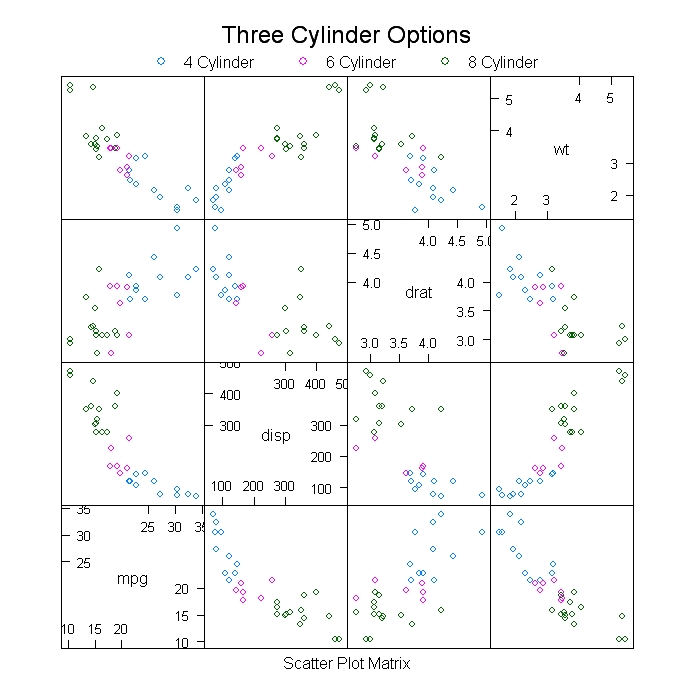 Three Cylinder Options
4 Cylinder 6 Cylinder 8 Cylinder
5 4 5
4
wt
3
2
2 3
5.0 4.0 4.5 5.0
4.5
4.0 drat 4.0
3.5
3.0
3.0 3.5 4.0
500 300 400 50
400
300 disp 300
200
100
100 200 300
35 25 30 35
30
25
mpg
20
15
10
10 15 20
Scatter Plot Matrix